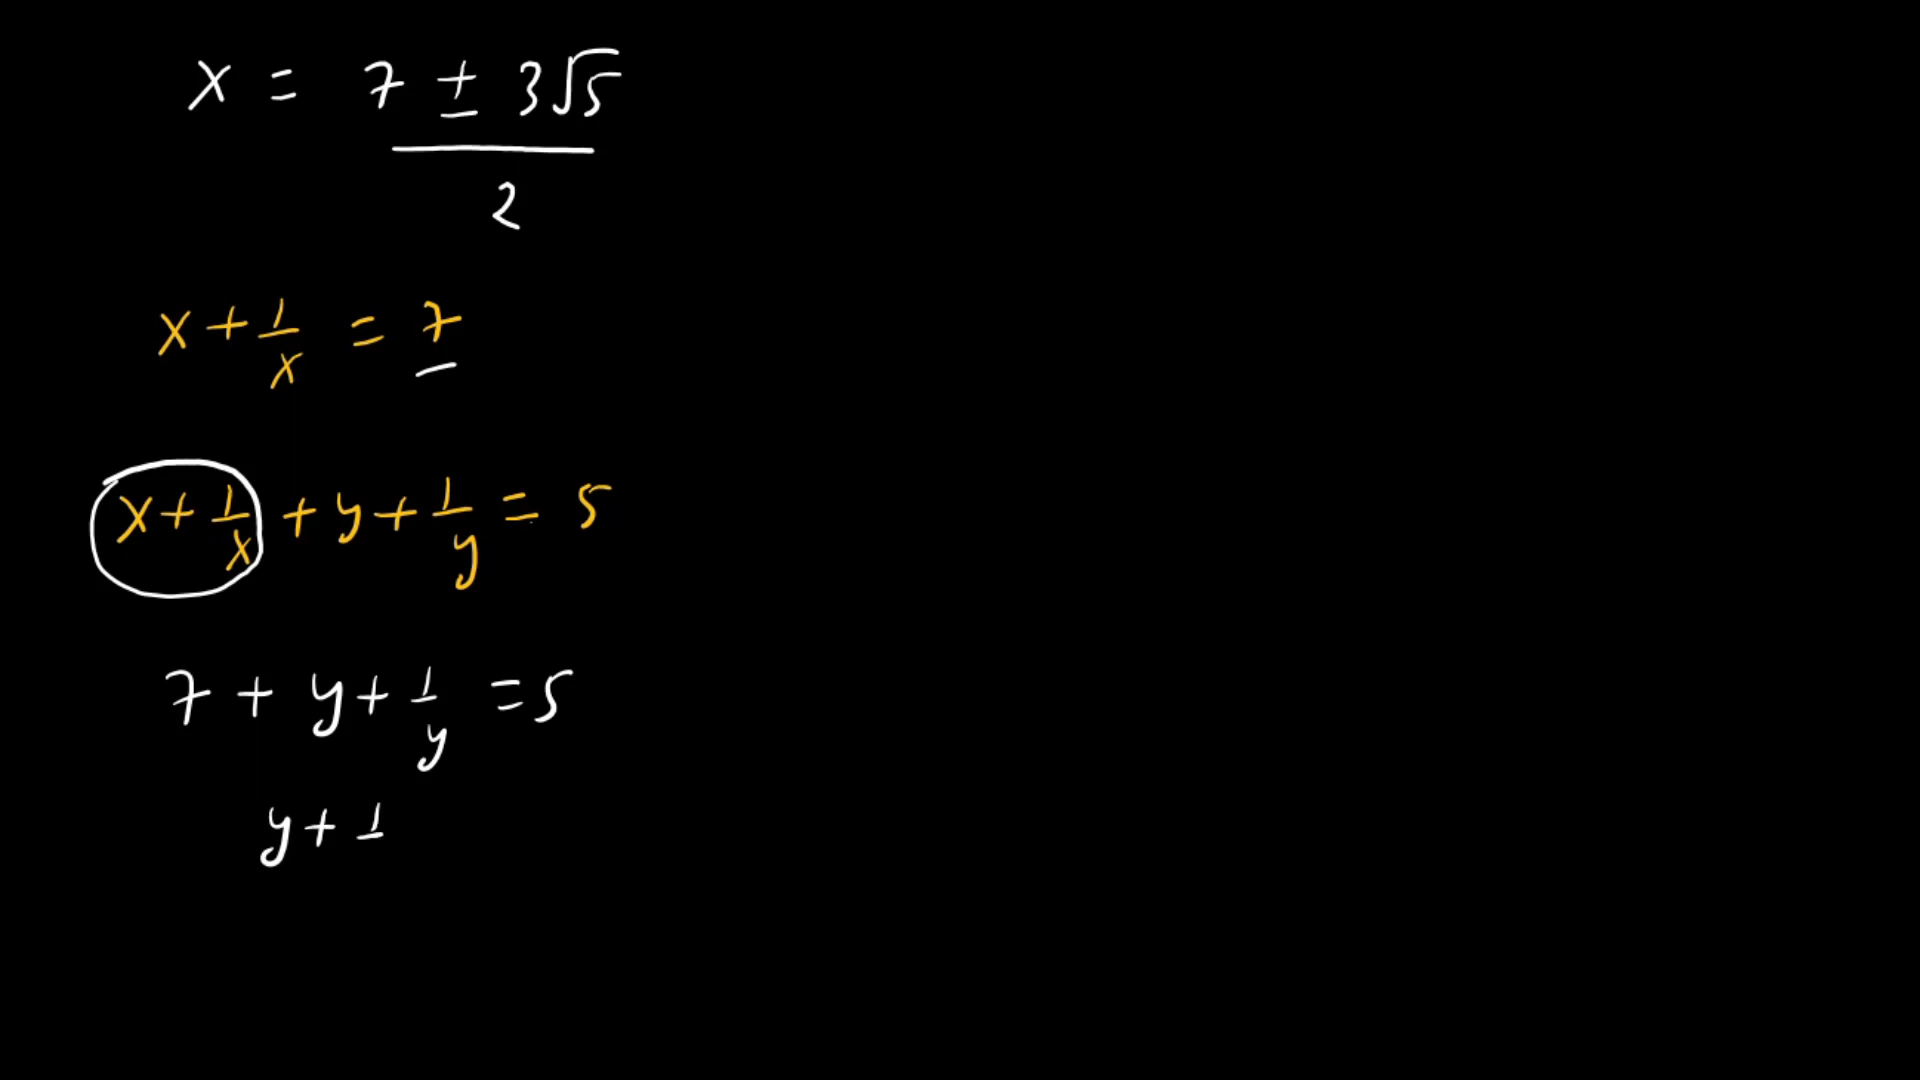 x = 7 ± 3√5 / 2
x + 1/x = 7
x + 1/x + y + 1/y = 5
7 + y + 1/y = 5
y + 1